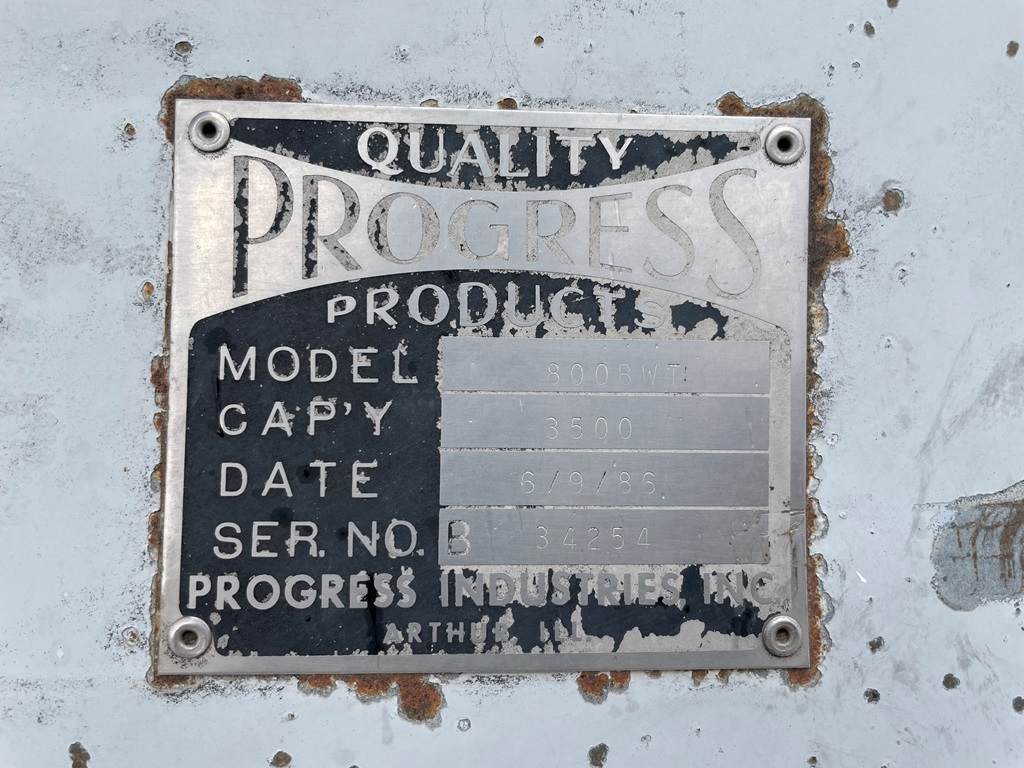 QUALITY
PROGRESS
PRODUCTS
MODEL 800BWT
CAP'Y 3500
DATE 6/9/86
SER. NO. B 34254
PROGRESS INDUSTRIES, INC.
ARTHUR, ILL.